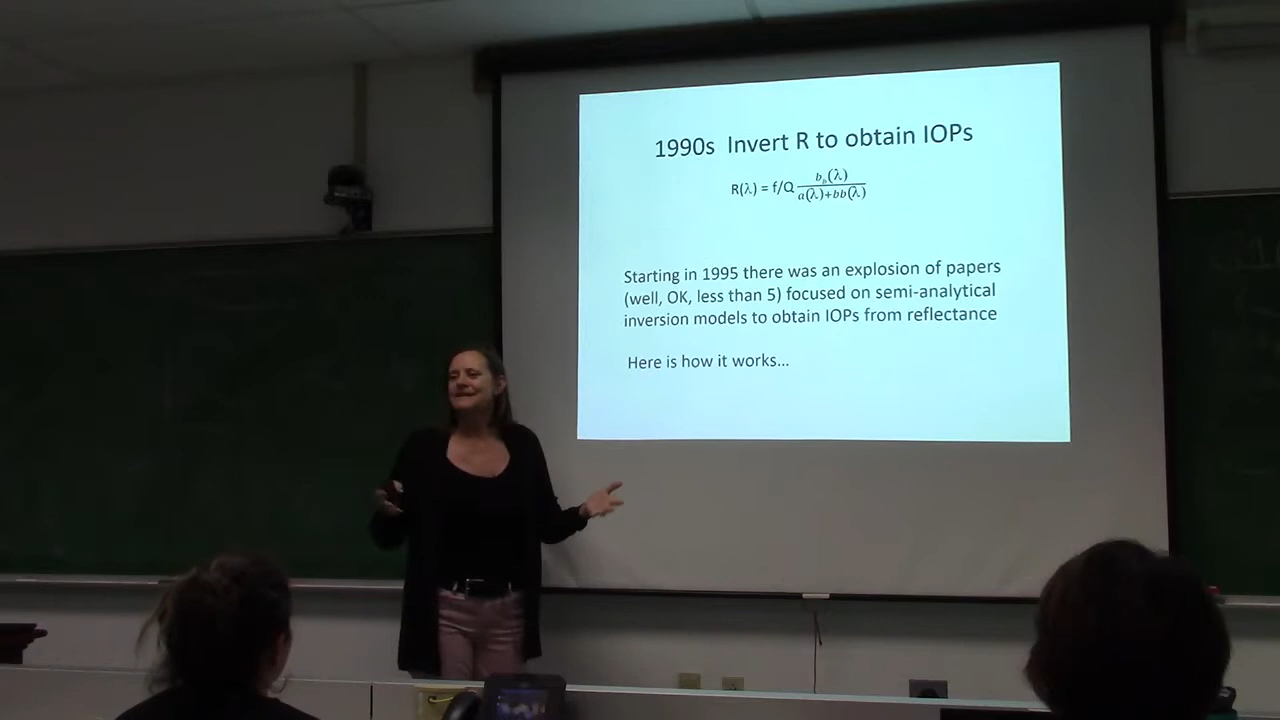 1990s Invert R to obtain IOPs
R(λ) = f/Q b_b(λ) / a(λ)+bb(λ)
Starting in 1995 there was an explosion of papers
(well, OK, less than 5) focused on semi-analytical
inversion models to obtain IOPs from reflectance
Here is how it works...